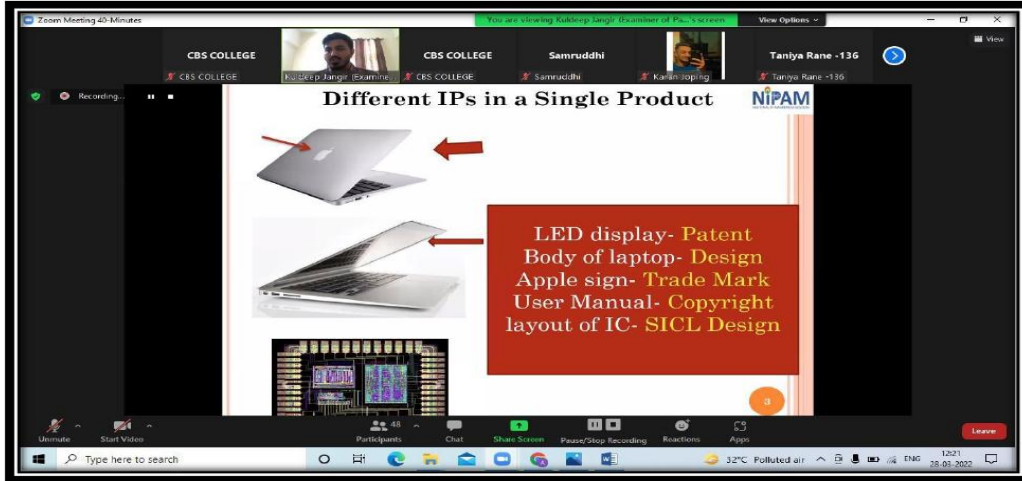 Zoom Meeting 40-Minutes
You are viewing Kuldeep Jangir (Examiner of Pa...'s screen
View Options
View
CBS COLLEGE
CBS COLLEGE
Samruddhi
Taniya Rane -136
CBS COLLEGE
Kuldeep Jangir (Examine...
CBS COLLEGE
Samruddhi
Taniya Rane -136
Recording...
Different IPs in a Single Product
NiPAM
LED display- Patent
Body of laptop- Design
Apple sign- Trade Mark
User Manual- Copyright
layout of IC- SICL Design
3
Unmute
Start Video
48
Participants
Chat
Share Screen
Pause/Stop Recording
Reactions
Apps
Leave
Type here to search
32°C Polluted air
ENG
12:21
28-03-2022